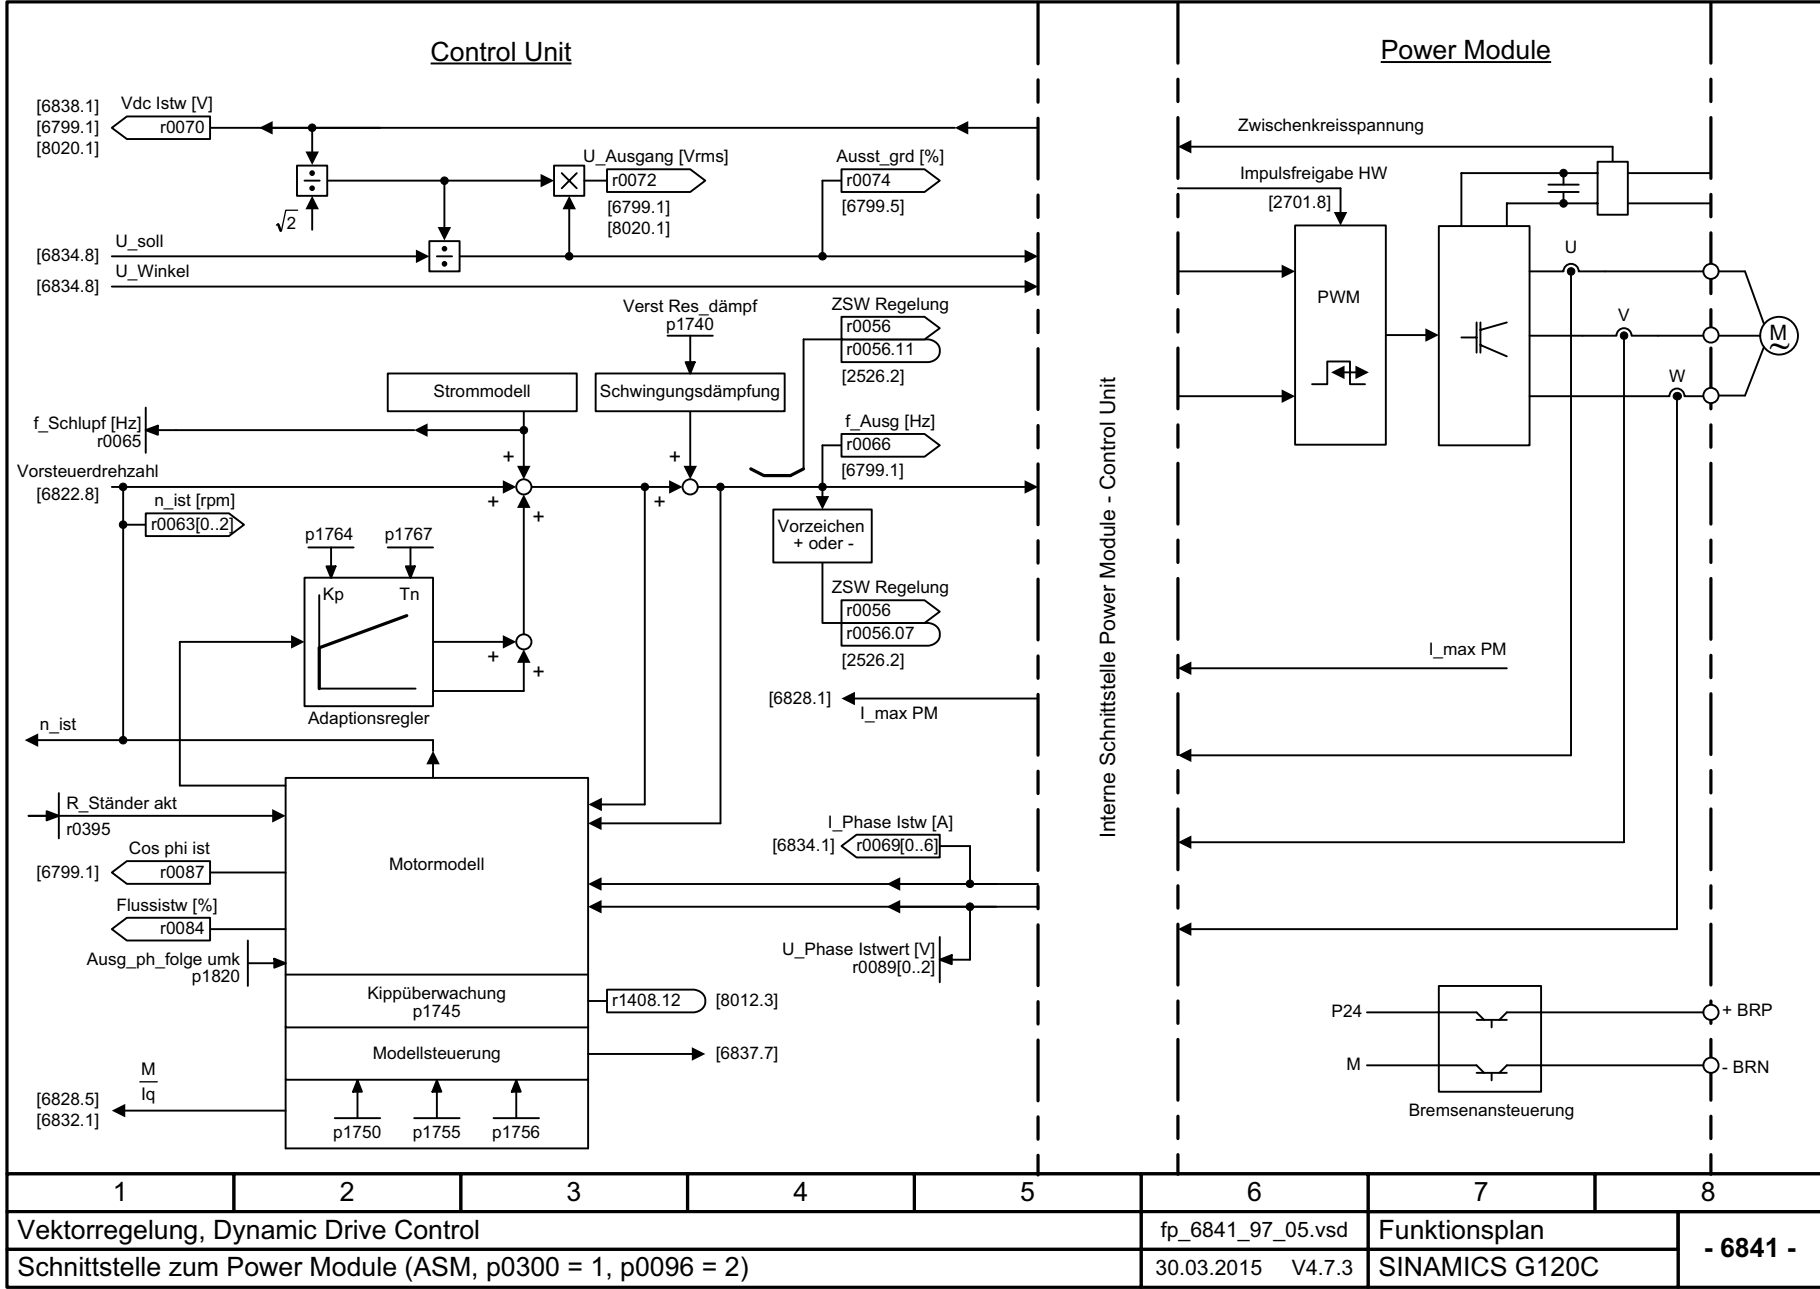 Control Unit
Power Module
[6838.1]
[6799.1]
[8020.1]
Vdc Istw [V]
r0070
÷
√2
×
U_Ausgang [Vrms]
r0072
[6799.1]
[8020.1]
Ausst_grd [%]
r0074
[6799.5]
[6834.8]
U_soll
÷
U_Winkel
[6834.8]
Verst Res_dämpf
p1740
ZSW Regelung
r0056
r0056.11
[2526.2]
Strommodell
Schwingungsdämpfung
f_Schlupf [Hz]
r0065
f_Ausg [Hz]
r0066
[6799.1]
Vorsteuerdrehzahl
[6822.8]
+
+
+
+
+
n_ist [rpm]
r0063[0..2]
p1764
p1767
Kp
Tn
+
+
Adaptionsregler
Vorzeichen
+ oder -
ZSW Regelung
r0056
r0056.07
[2526.2]
[6828.1]
I_max PM
n_ist
R_Ständer akt
r0395
Cos phi ist
[6799.1]
r0087
Flussistw [%]
r0084
Ausg_ph_folge umk
p1820
Motormodell
I_Phase Istw [A]
[6834.1]
r0069[0..6]
U_Phase Istwert [V]
r0089[0..2]
Kippüberwachung
p1745
r1408.12
[8012.3]
Modellsteuerung
[6837.7]
M
Iq
[6828.5]
[6832.1]
p1750
p1755
p1756
Interne Schnittstelle Power Module - Control Unit
Zwischenkreisspannung
Impulsfreigabe HW
[2701.8]
PWM
U
V
W
M
~
I_max PM
P24
M
+ BRP
- BRN
Bremsenansteuerung
1 2 3 4 5 6 7 8
Vektorregelung, Dynamic Drive Control
fp_6841_97_05.vsd
Funktionsplan
- 6841 -
Schnittstelle zum Power Module (ASM, p0300 = 1, p0096 = 2)
30.03.2015 V4.7.3
SINAMICS G120C